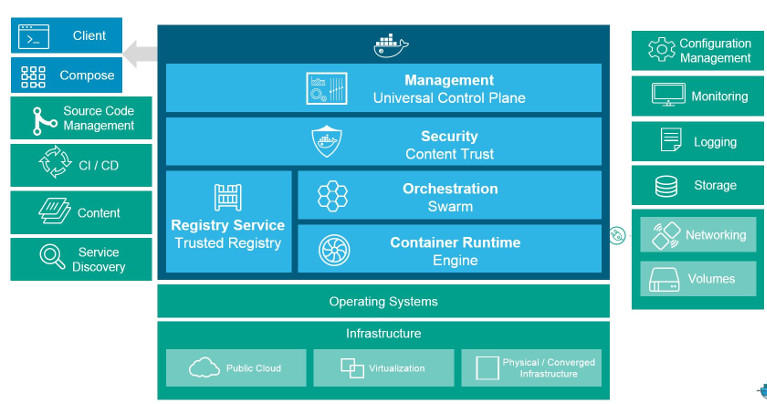 Client
Compose
Source Code
Management
CI / CD
Content
Service
Discovery
Management
Universal Control Plane
Security
Content Trust
Registry Service
Trusted Registry
Orchestration
Swarm
Container Runtime
Engine
Operating Systems
Infrastructure
Public Cloud
Virtualization
Physical / Converged
Infrastructure
Configuration
Management
Monitoring
Logging
Storage
Networking
Volumes